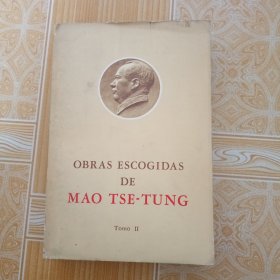 OBRAS ESCOGIDAS
DE
MAO TSE-TUNG
Tomo II